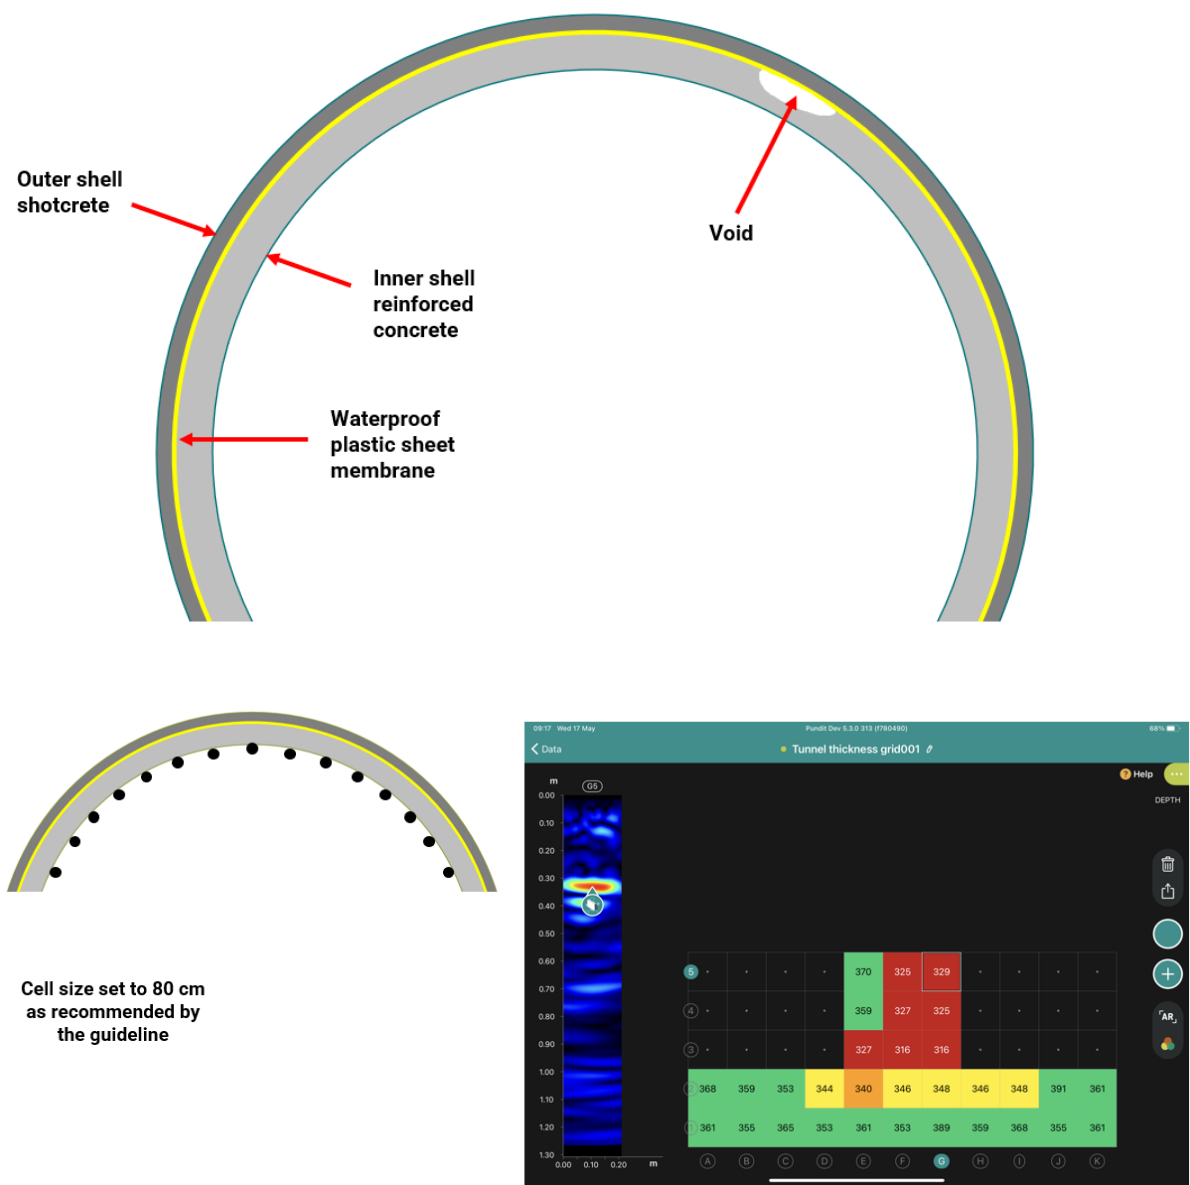 Outer shell
shotcrete
Void
Inner shell
reinforced
concrete
Waterproof
plastic sheet
membrane
Cell size set to 80 cm
as recommended by
the guideline
09:17 Wed 17 May
Pundit Dev 5.3.0 313 (f780490)
68%
Data
Tunnel thickness grid001
? Help
DEPTH
m
G5
0.00
0.10
0.20
0.30
0.40
0.50
0.60
0.70
0.80
0.90
1.00
1.10
1.20
1.30
0.00 0.10 0.20 m
5 370 325 329
4 359 327 325
3 327 316 316
2 368 359 353 344 340 346 348 346 348 391 361
1 361 355 365 353 361 353 389 359 368 355 361
A B C D E F G H I J K
AR